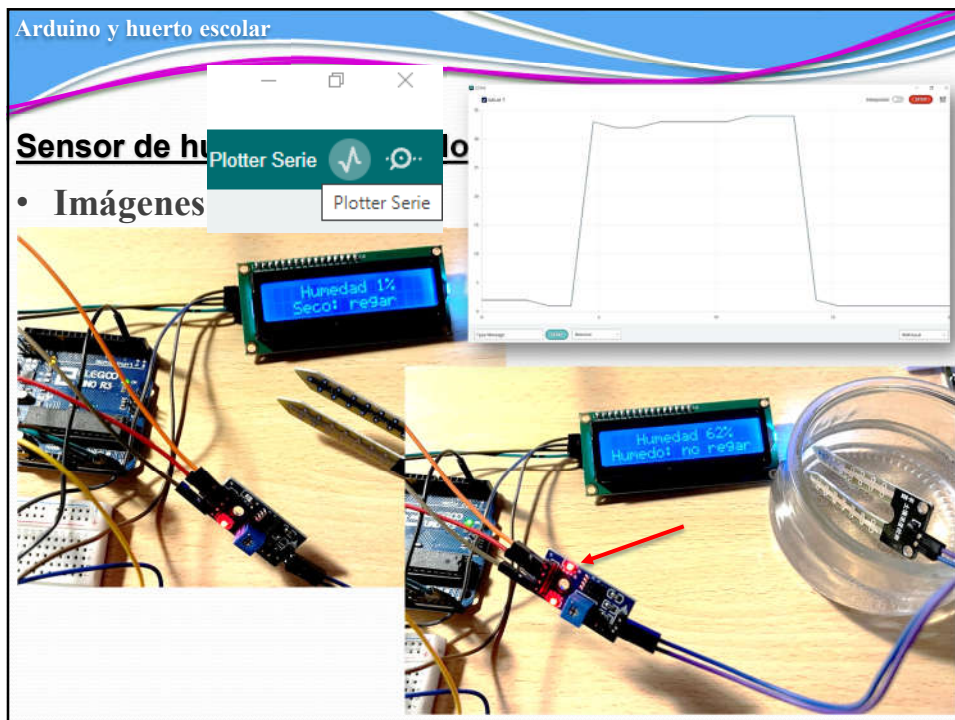 Arduino y huerto escolar
Sensor de hu
lo
Plotter Serie
Plotter Serie
• Imágenes
Humedad 1%
Seco: regar
Humedad 62%
Humedo: no regar